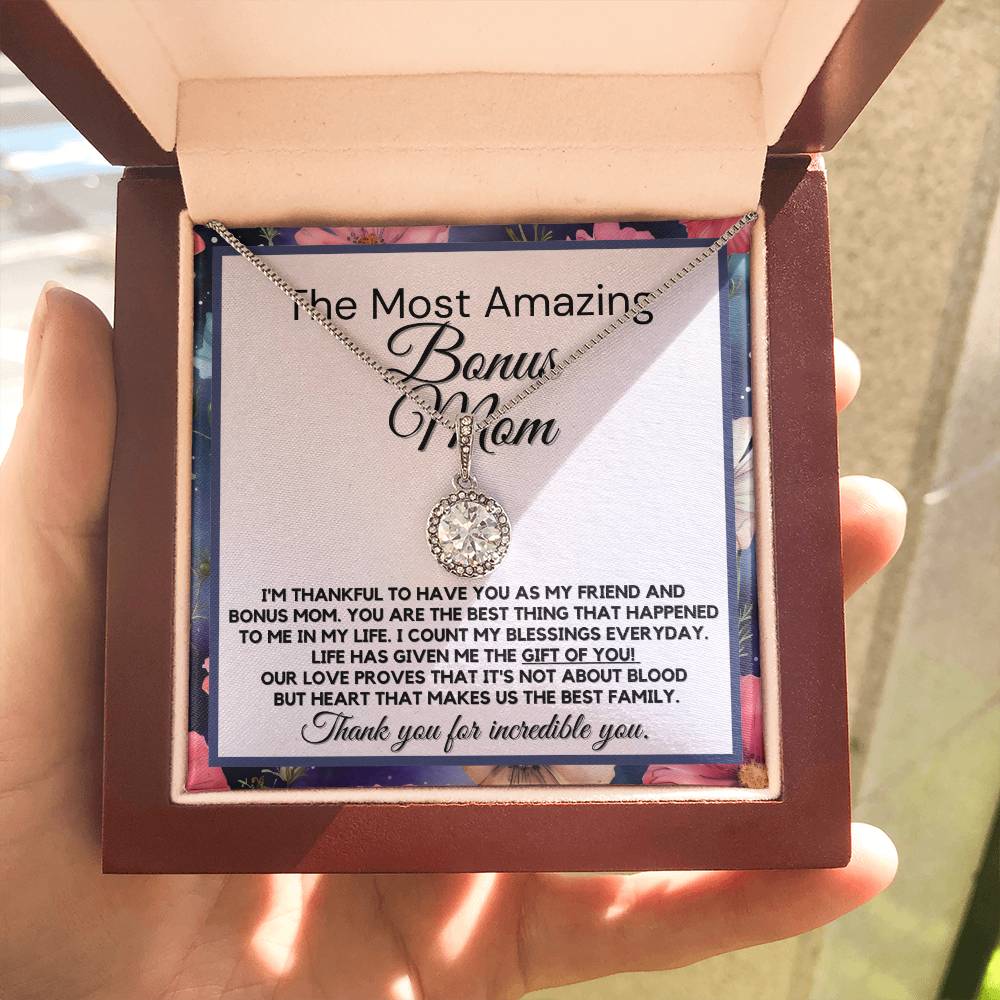 The Most Amazing
Bonus
Mom
I'M THANKFUL TO HAVE YOU AS MY FRIEND AND
BONUS MOM. YOU ARE THE BEST THING THAT HAPPENED
TO ME IN MY LIFE. I COUNT MY BLESSINGS EVERYDAY.
LIFE HAS GIVEN ME THE GIFT OF YOU!
OUR LOVE PROVES THAT IT'S NOT ABOUT BLOOD
BUT HEART THAT MAKES US THE BEST FAMILY.
Thank you for incredible you.